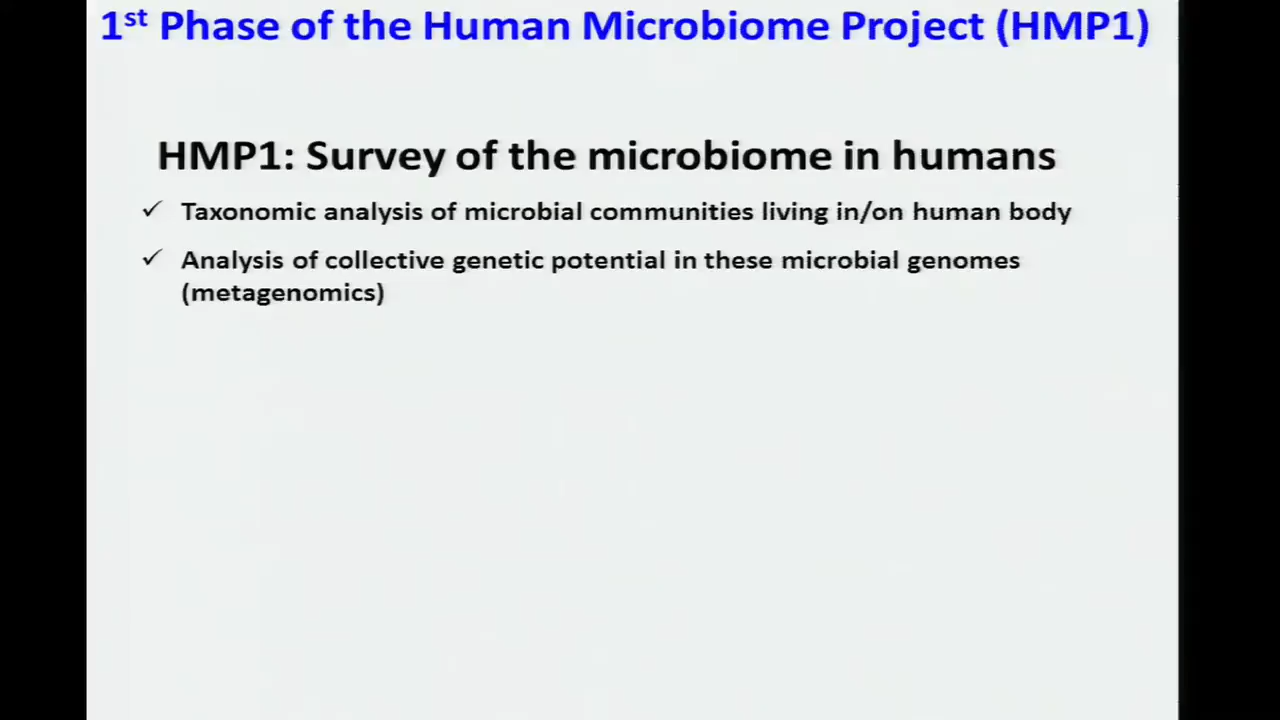 1st Phase of the Human Microbiome Project (HMP1)
HMP1: Survey of the microbiome in humans
✓ Taxonomic analysis of microbial communities living in/on human body
✓ Analysis of collective genetic potential in these microbial genomes
(metagenomics)